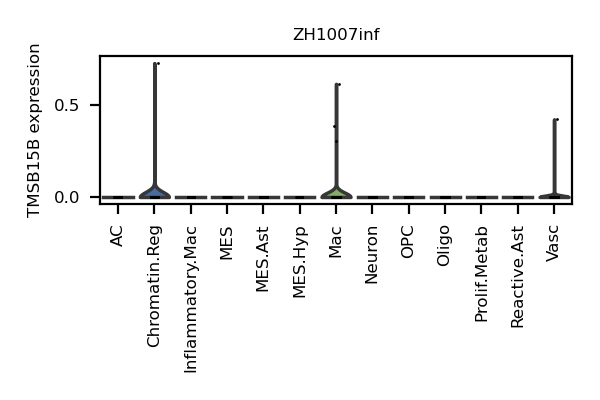 ZH1007inf
TMSB15B expression
0.5
0.0
AC
Chromatin.Reg
Inflammatory.Mac
MES
MES.Ast
MES.Hyp
Mac
Neuron
OPC
Oligo
Prolif.Metab
Reactive.Ast
Vasc